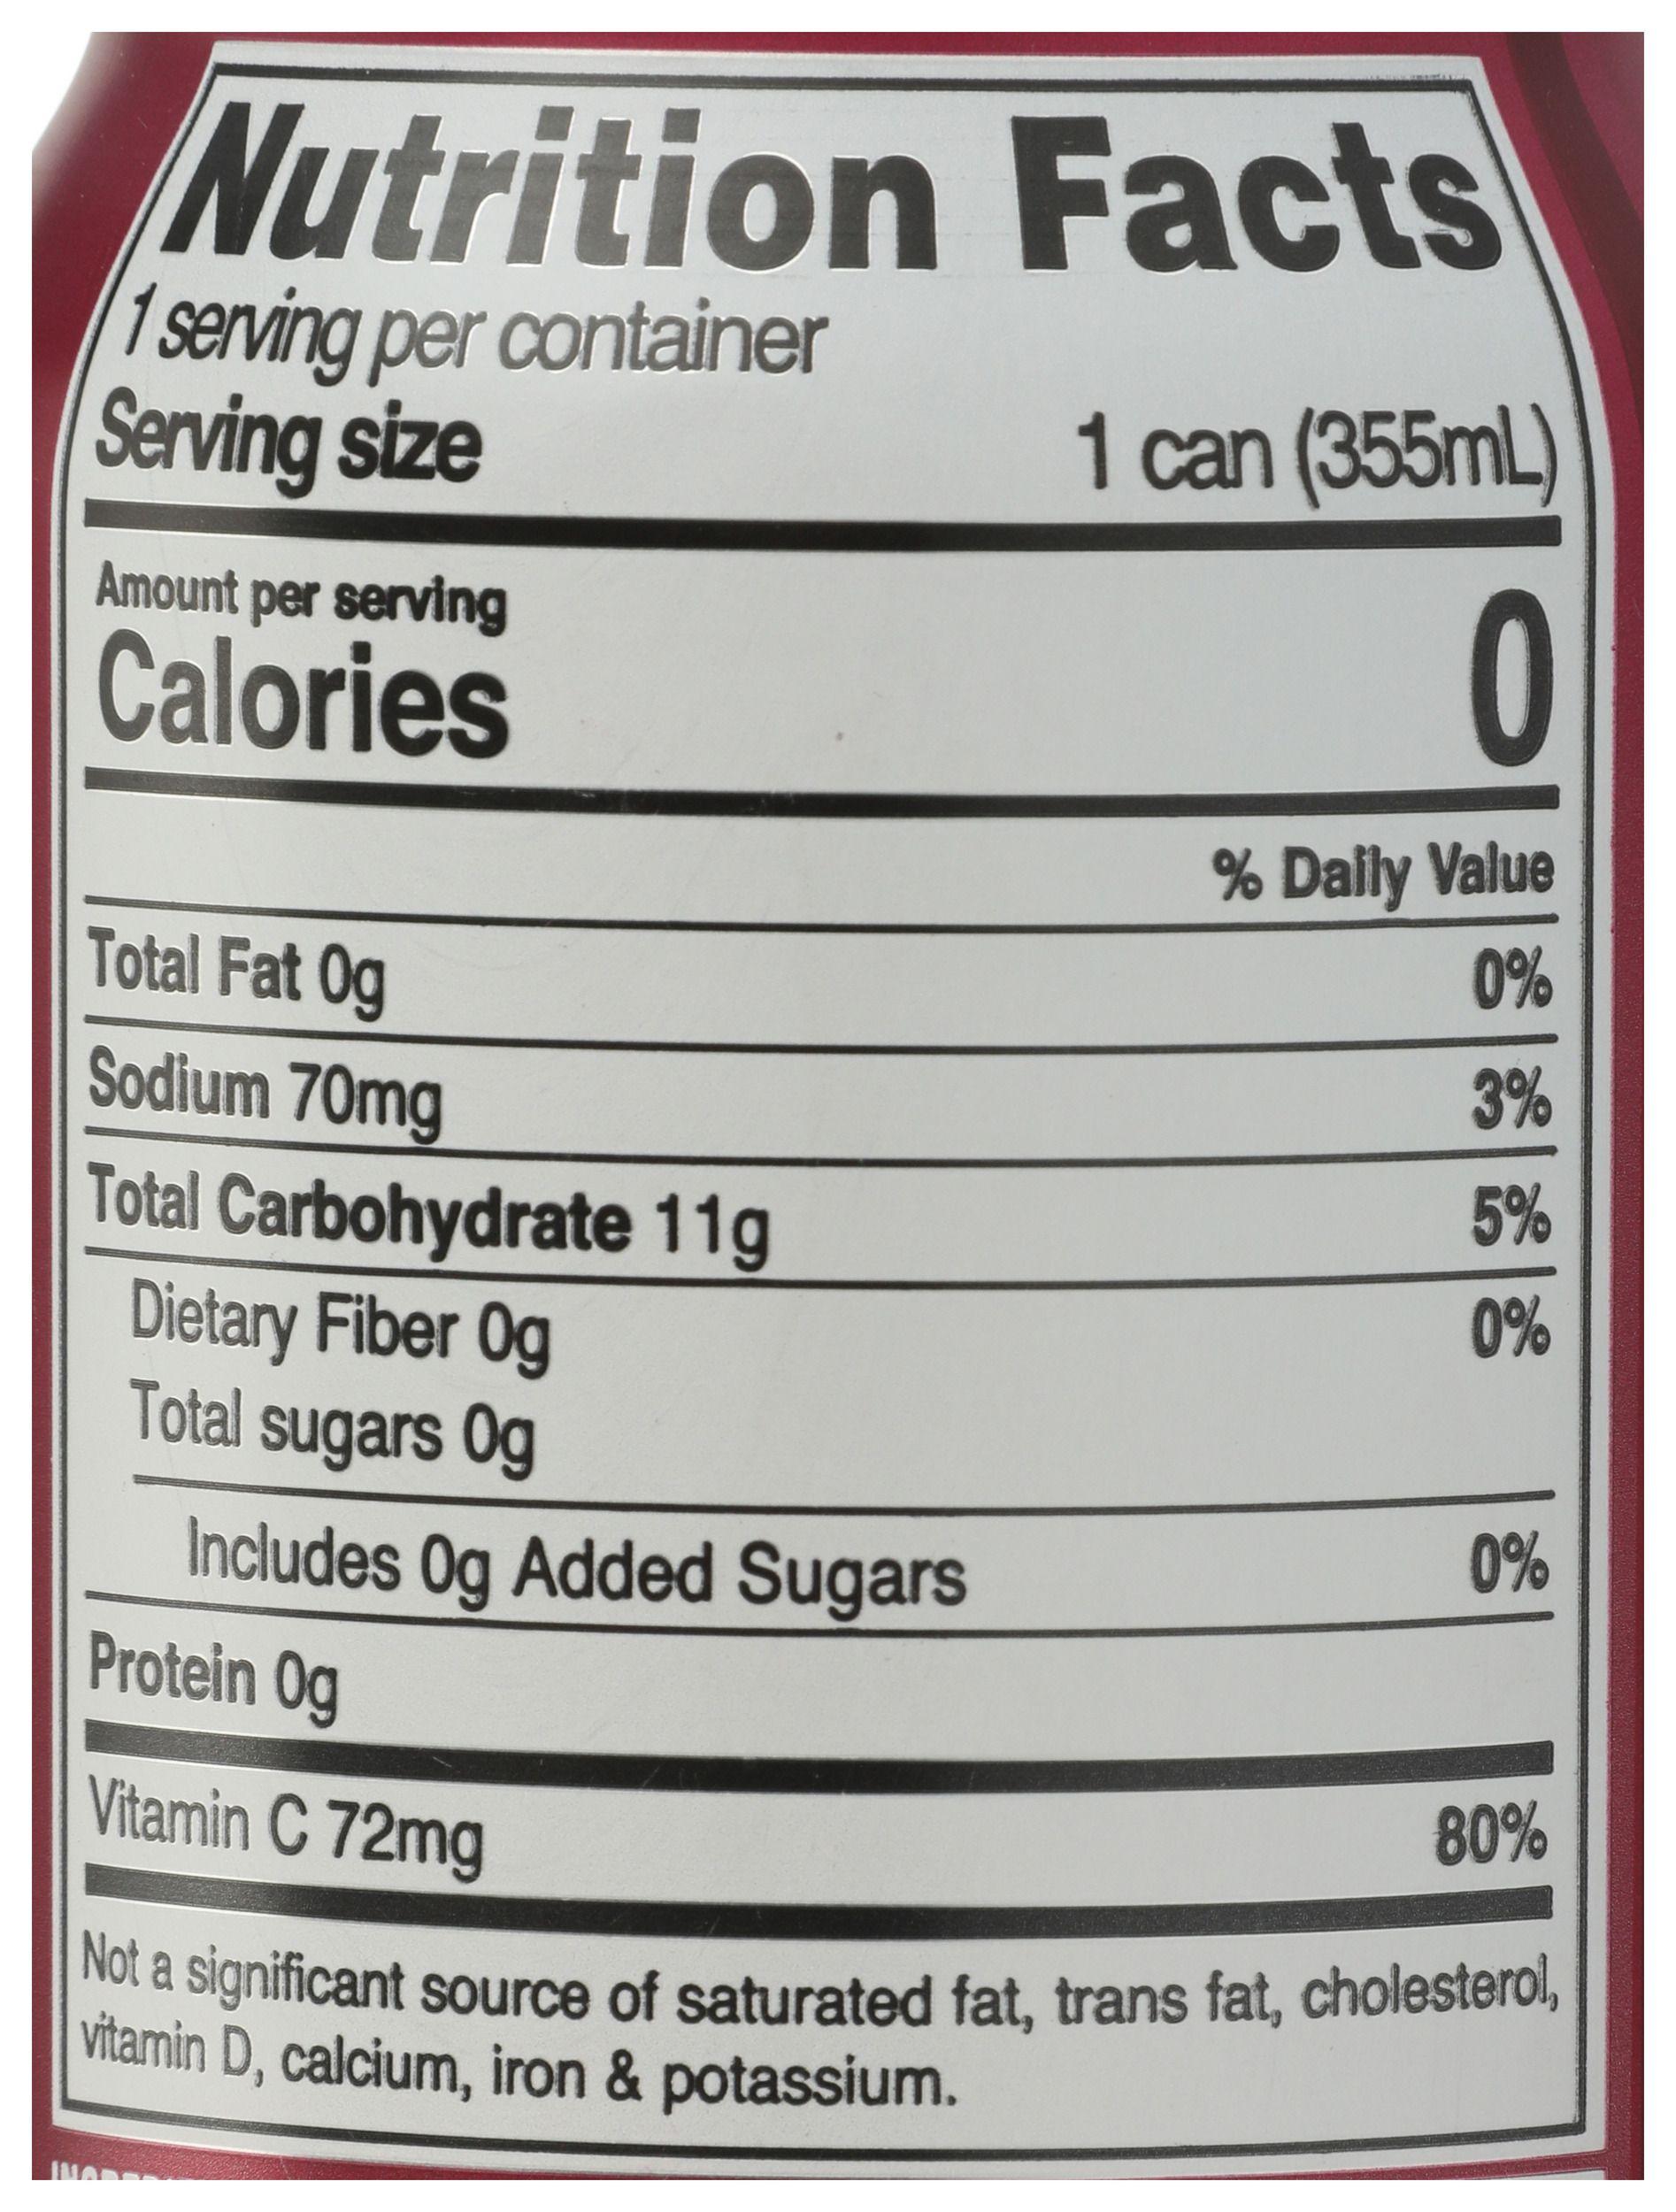 Nutrition Facts
1 serving per container
Serving size 1 can (355mL)
Amount per serving
Calories 0
% Daily Value
Total Fat 0g 0%
Sodium 70mg 3%
Total Carbohydrate 11g 5%
Dietary Fiber 0g 0%
Total sugars 0g
Includes 0g Added Sugars 0%
Protein 0g
Vitamin C 72mg 80%
Not a significant source of saturated fat, trans fat, cholesterol,
vitamin D, calcium, iron & potassium.